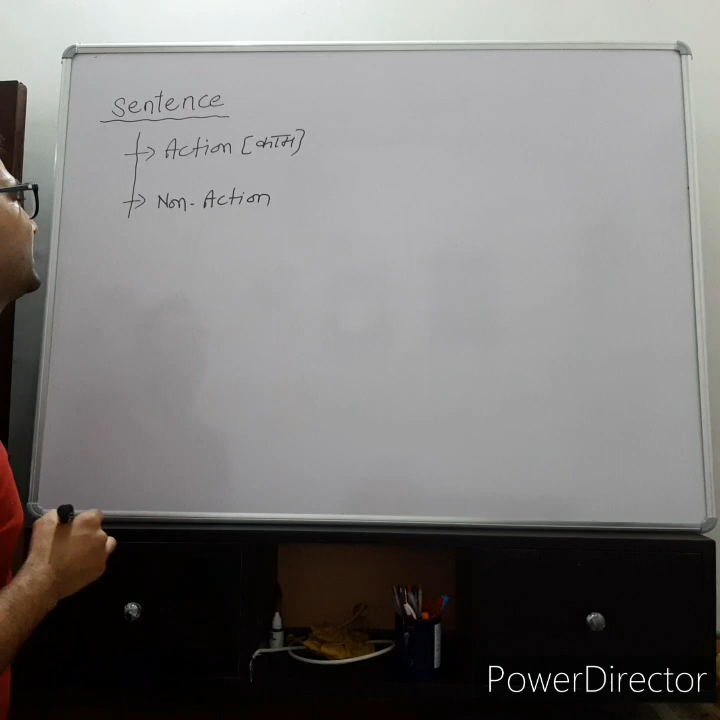 Sentence
Action [काम]
Non-Action
PowerDirector